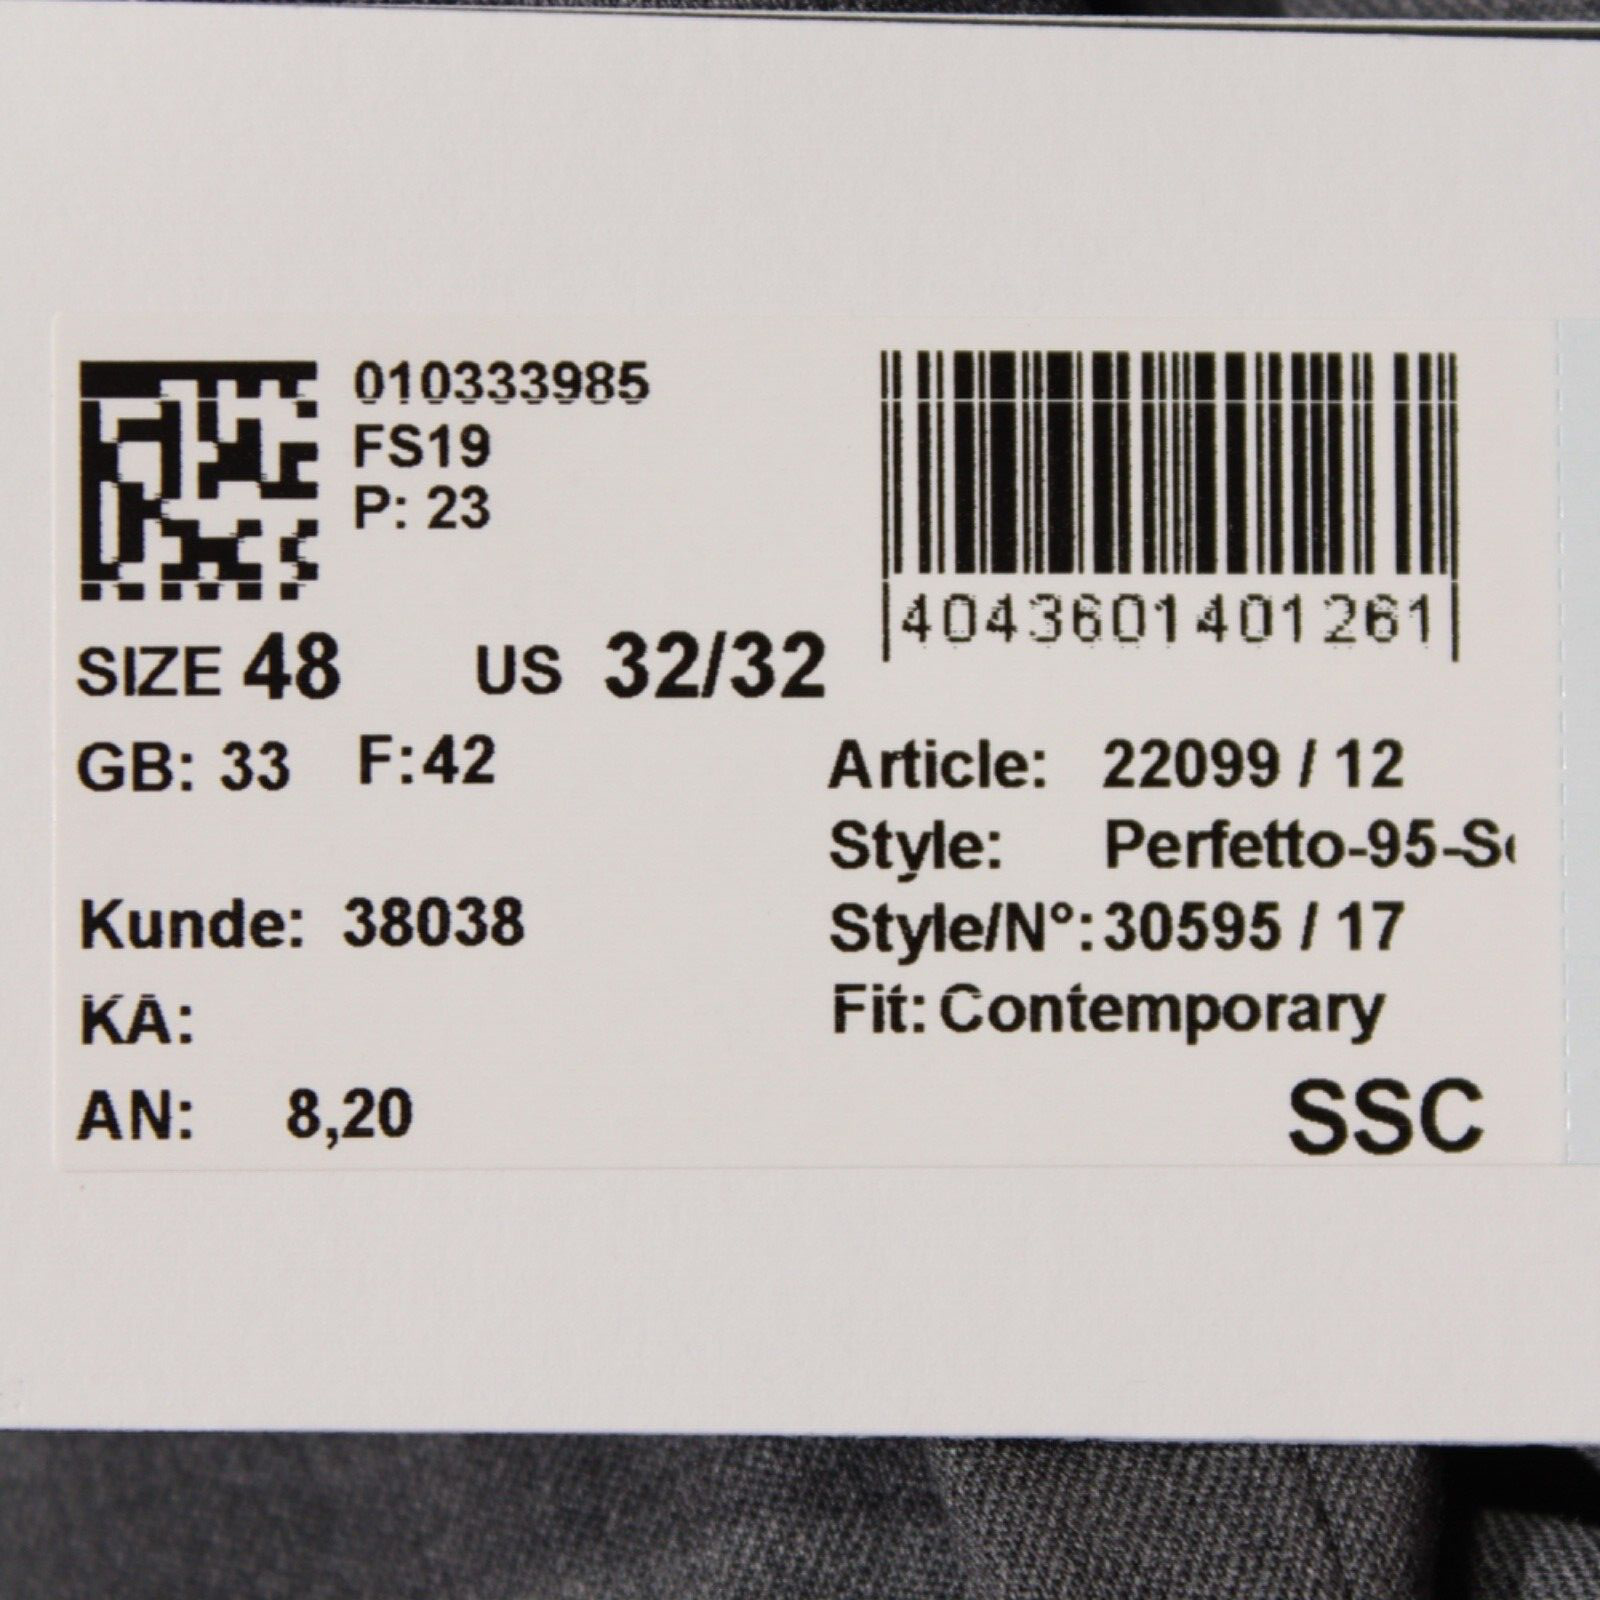 010333985
FS19
P: 23
4043601401261
SIZE 48 US 32/32
GB: 33 F:42
Article: 22099 / 12
Style: Perfetto-95-S
Style/N°: 30595 / 17
Kunde: 38038
Fit: Contemporary
KA:
AN: 8,20
SSC